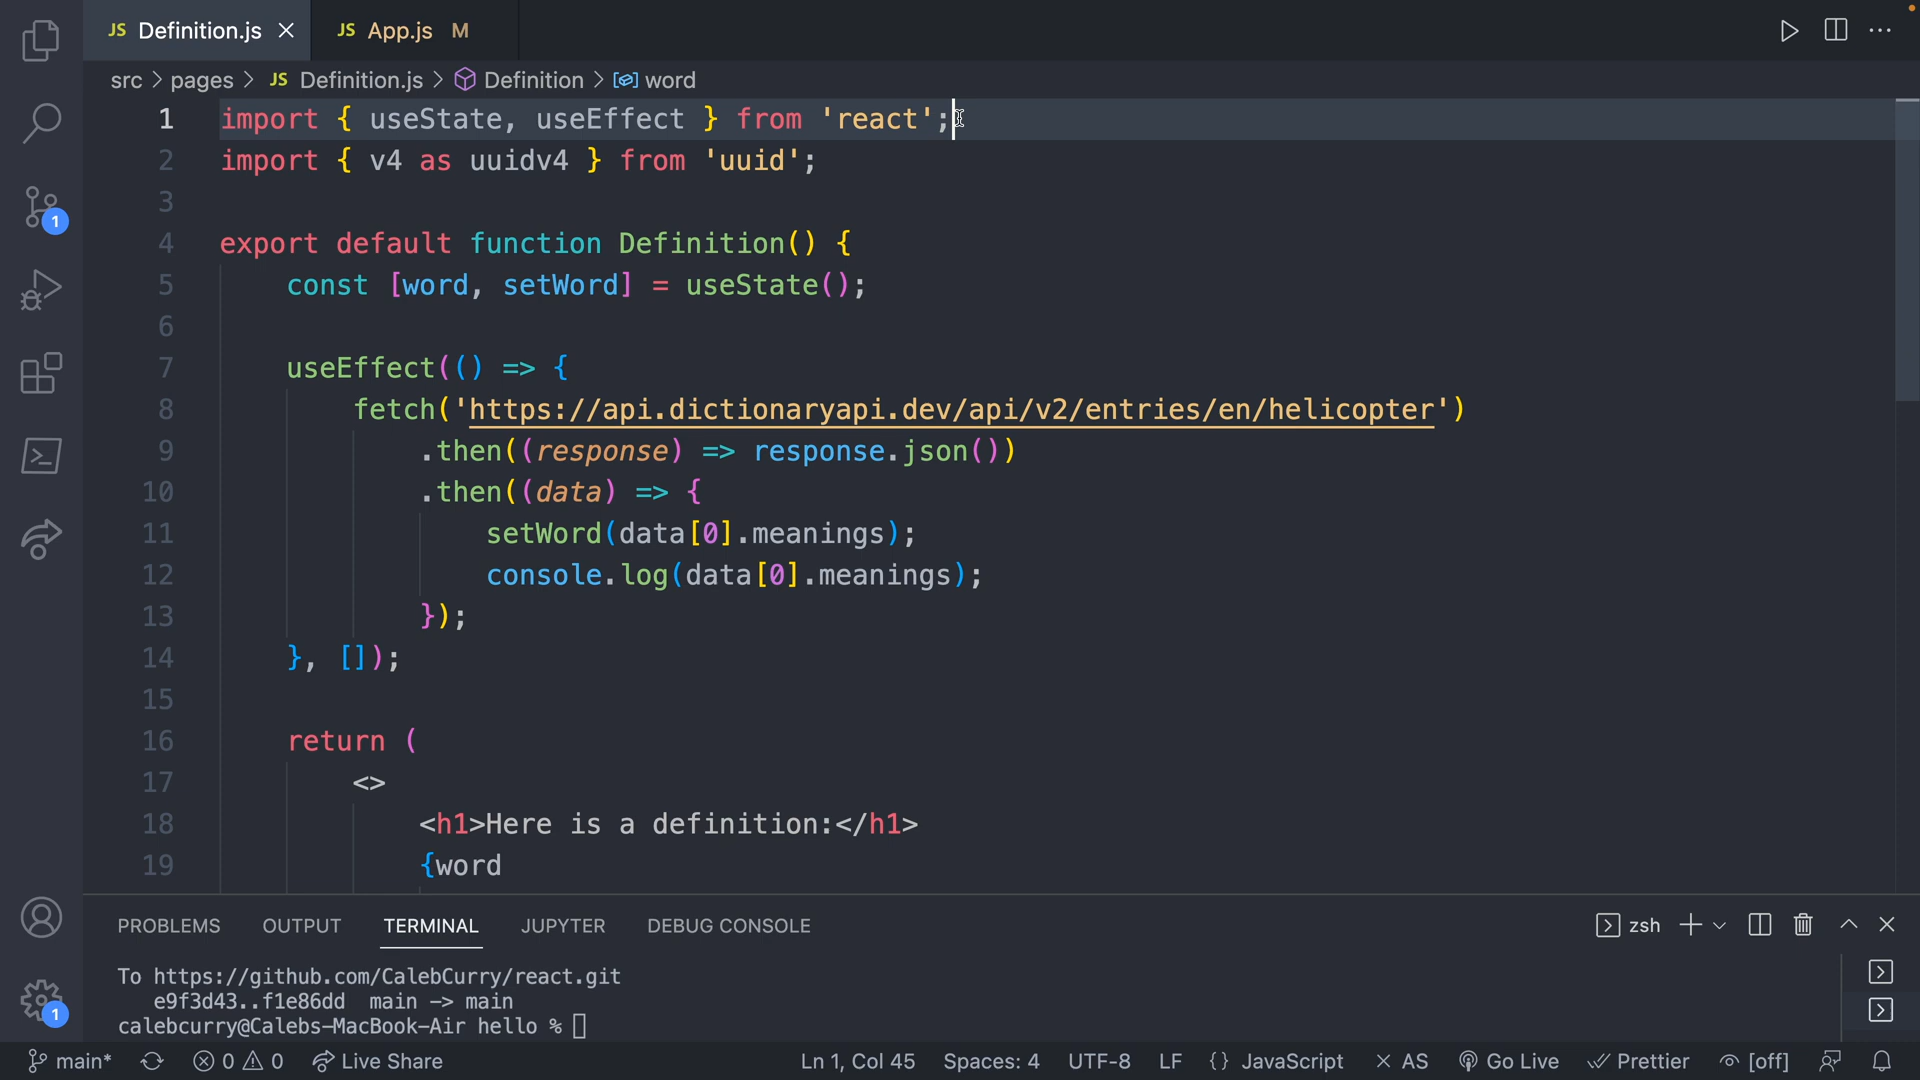 JS Definition.js × JS App.js M
src > pages > JS Definition.js > Definition > word
1 import { useState, useEffect } from 'react';
2 import { v4 as uuidv4 } from 'uuid';
3
4 export default function Definition() {
5 const [word, setWord] = useState();
6
7 useEffect(() => {
8 fetch('https://api.dictionaryapi.dev/api/v2/entries/en/helicopter')
9 .then((response) => response.json())
10 .then((data) => {
11 setWord(data[0].meanings);
12 console.log(data[0].meanings);
13 });
14 }, []);
15
16 return (
17 <>
18 <h1>Here is a definition:</h1>
19 {word
1
1
PROBLEMS OUTPUT TERMINAL JUPYTER DEBUG CONSOLE zsh
To https://github.com/CalebCurry/react.git
e9f3d43..f1e86dd main -> main
calebcurry@Calebs-MacBook-Air hello %
main* 0 0 Live Share Ln 1, Col 45 Spaces: 4 UTF-8 LF {} JavaScript × AS Go Live Prettier [off]